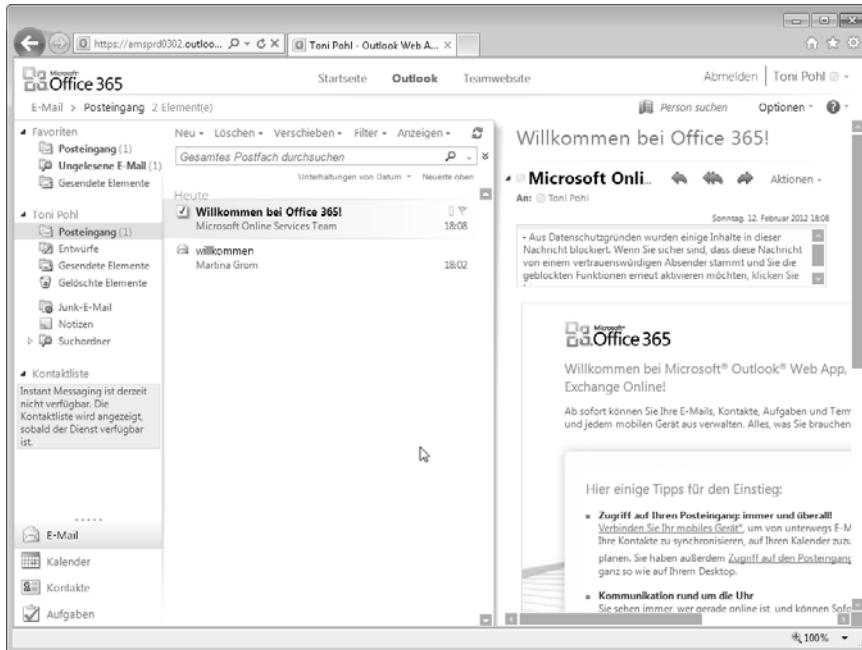 https://amsprd0302.outloo...
Toni Pohl - Outlook Web A...
Microsoft
Office 365
Startseite Outlook Teamwebsite
Abmelden Toni Pohl
E-Mail > Posteingang 2 Element(e)
Person suchen Optionen
Favoriten
Posteingang (1)
Ungelesene E-Mail (1)
Gesendete Elemente
Toni Pohl
Posteingang (1)
Entwürfe
Gesendete Elemente
Gelöschte Elemente
Junk-E-Mail
Notizen
Suchordner
Kontaktliste
Instant Messaging ist derzeit
nicht verfügbar. Die
Kontaktliste wird angezeigt,
sobald der Dienst verfügbar
ist.
E-Mail
Kalender
Kontakte
Aufgaben
Neu Löschen Verschieben Filter Anzeigen
Gesamtes Postfach durchsuchen
Unterhaltungen von Datum Neueste oben
Heute
Willkommen bei Office 365!
Microsoft Online Services Team 18:08
willkommen
Martina Grom 18:02
Willkommen bei Office 365!
Microsoft Onli... Aktionen
An: Toni Pohl
Sonntag, 12. Februar 2012 18:08
- Aus Datenschutzgründen wurden einige Inhalte in dieser
Nachricht blockiert. Wenn Sie sicher sind, dass diese Nachricht
von einem vertrauenswürdigen Absender stammt und Sie die
geblockten Funktionen erneut aktivieren möchten, klicken Sie
Microsoft®
Office 365
Willkommen bei Microsoft® Outlook® Web App,
Exchange Online!
Ab sofort können Sie Ihre E-Mails, Kontakte, Aufgaben und Term
und jedem mobilen Gerät aus verwalten. Alles, was Sie brauchen
Hier einige Tipps für den Einstieg:
Zugriff auf Ihren Posteingang: immer und überall!
Verbinden Sie Ihr mobiles Gerät*, um von unterwegs E-M
Ihre Kontakte zu synchronisieren, auf Ihren Kalender zuzu
planen. Sie haben außerdem Zugriff auf den Posteingang
ganz so wie auf Ihrem Desktop.
Kommunikation rund um die Uhr
Sie sehen immer, wer gerade online ist, und können Sofo
100%